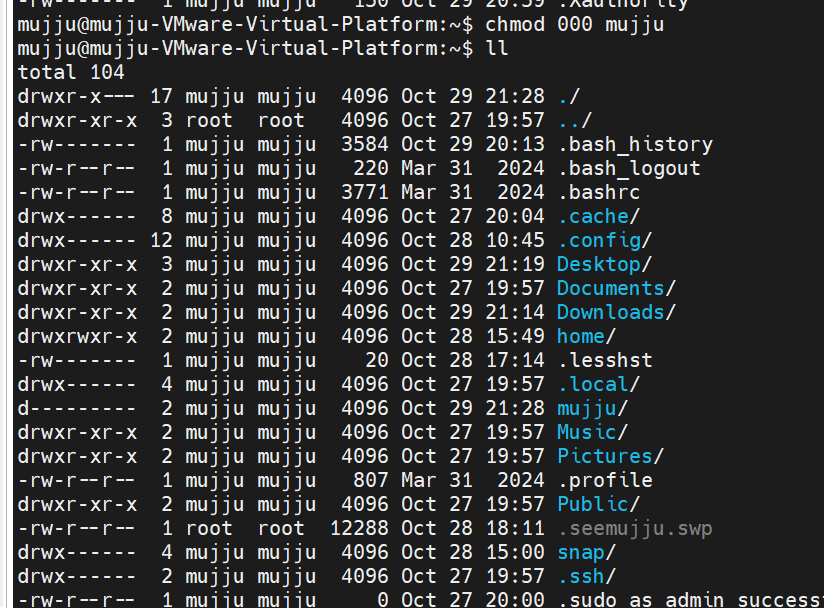 -rw------- 1 mujju mujju 150 Oct 29 20:59 .Xauthority
mujju@mujju-VMware-Virtual-Platform:~$ chmod 000 mujju
mujju@mujju-VMware-Virtual-Platform:~$ ll
total 104
drwxr-x--- 17 mujju mujju 4096 Oct 29 21:28 ./
drwxr-xr-x 3 root root 4096 Oct 27 19:57 ../
-rw------- 1 mujju mujju 3584 Oct 29 20:13 .bash_history
-rw-r--r-- 1 mujju mujju 220 Mar 31 2024 .bash_logout
-rw-r--r-- 1 mujju mujju 3771 Mar 31 2024 .bashrc
drwx------ 8 mujju mujju 4096 Oct 27 20:04 .cache/
drwx------ 12 mujju mujju 4096 Oct 28 10:45 .config/
drwxr-xr-x 3 mujju mujju 4096 Oct 29 21:19 Desktop/
drwxr-xr-x 2 mujju mujju 4096 Oct 27 19:57 Documents/
drwxr-xr-x 2 mujju mujju 4096 Oct 29 21:14 Downloads/
drwxrwxr-x 2 mujju mujju 4096 Oct 28 15:49 home/
-rw------- 1 mujju mujju 20 Oct 28 17:14 .lesshst
drwx------ 4 mujju mujju 4096 Oct 27 19:57 .local/
d--------- 2 mujju mujju 4096 Oct 29 21:28 mujju/
drwxr-xr-x 2 mujju mujju 4096 Oct 27 19:57 Music/
drwxr-xr-x 2 mujju mujju 4096 Oct 27 19:57 Pictures/
-rw-r--r-- 1 mujju mujju 807 Mar 31 2024 .profile
drwxr-xr-x 2 mujju mujju 4096 Oct 27 19:57 Public/
-rw-r--r-- 1 root root 12288 Oct 28 18:11 .seemujju.swp
drwx------ 4 mujju mujju 4096 Oct 28 15:00 snap/
drwx------ 2 mujju mujju 4096 Oct 27 19:57 .ssh/
-rw-r--r-- 1 mujju mujju 0 Oct 27 20:00 .sudo_as_admin_success